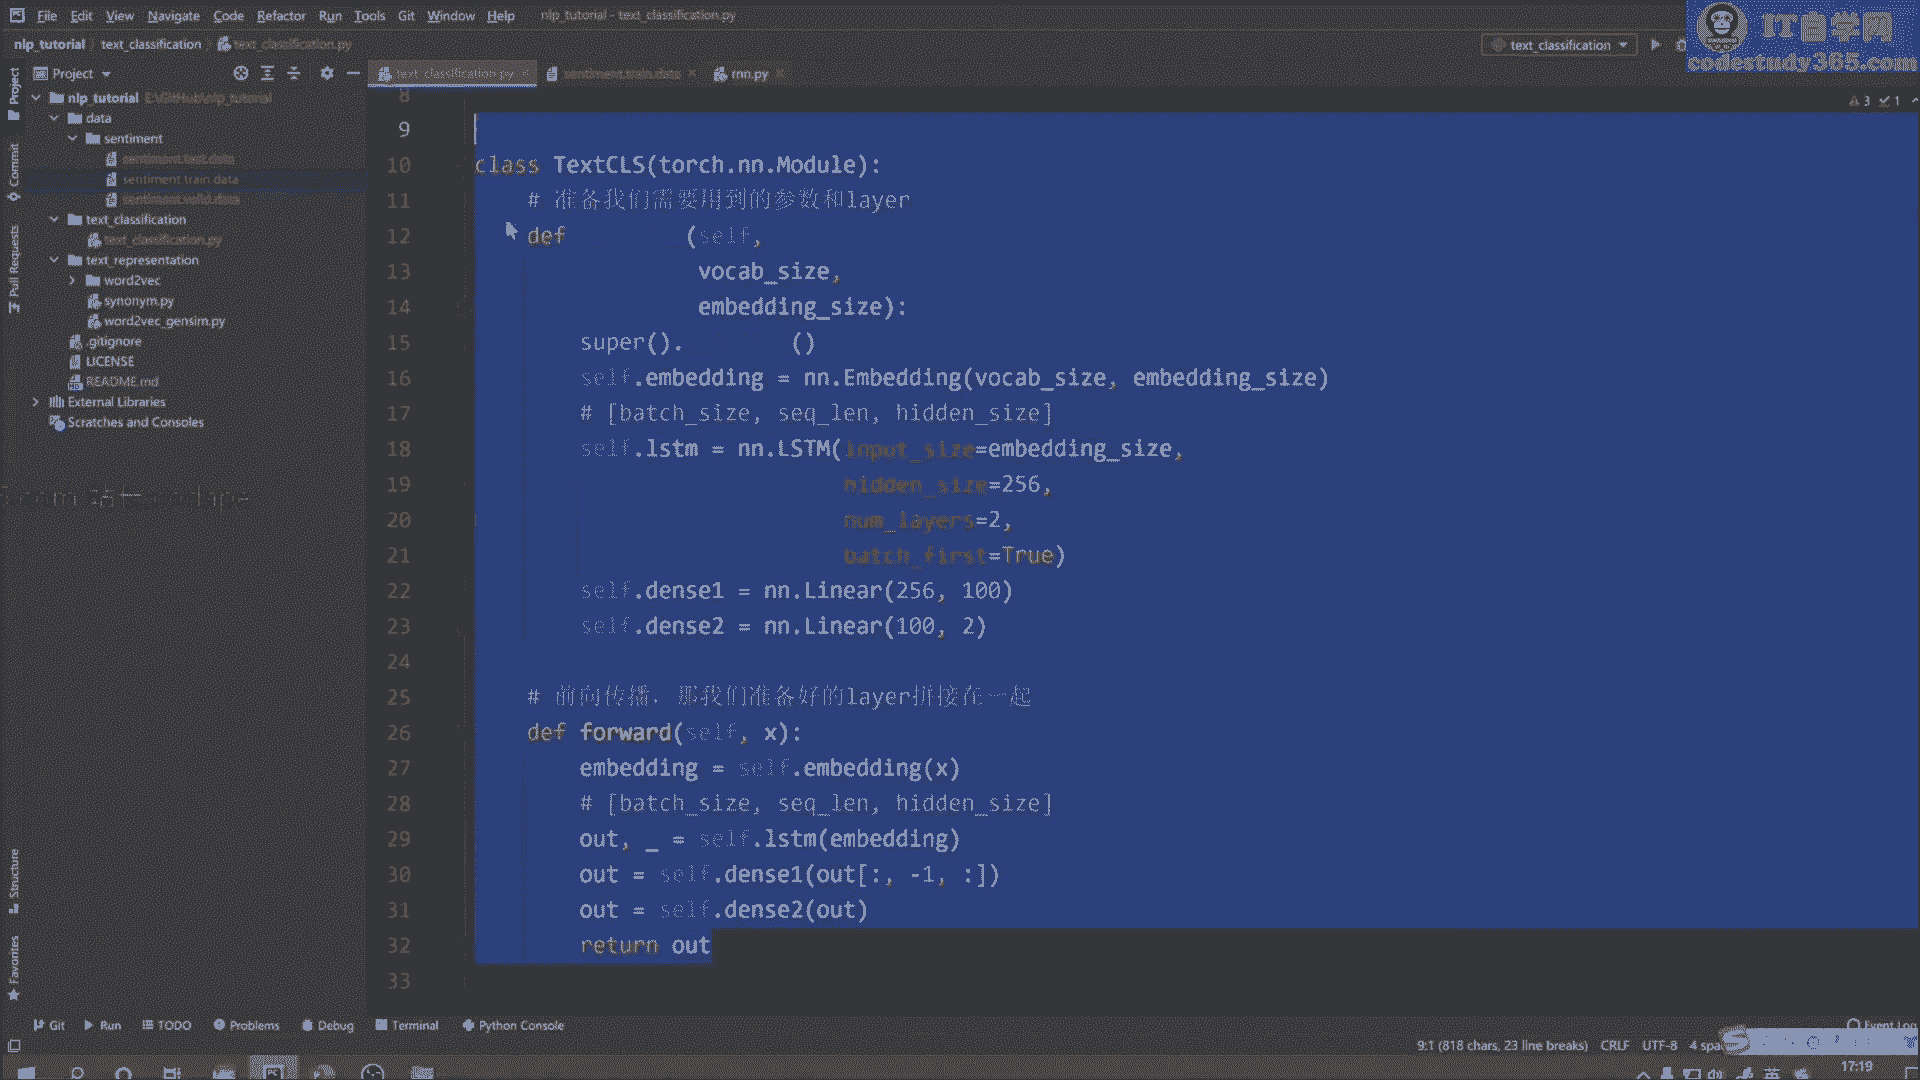 File Edit View Navigate Code Refactor Run Tools Git Window Help nlp_tutorial - text_classification.py
IT自学网
codestudy365.com
nlp_tutorial text_classification text_classification.py
text_classification
Project
text_classification.py sentiment.train.data rnn.py
Project
Commit
Pull Requests
Structure
Favorites
nlp_tutorial E:\GitHub\nlp_tutorial
data
sentiment
sentiment.test.data
sentiment.train.data
sentiment.valid.data
text_classification
text_classification.py
text_representation
word2vec
synonym.py
word2vec_gensim.py
.gitignore
LICENSE
README.md
External Libraries
Scratches and Consoles
3 1
8
9
10 class TextCLS(torch.nn.Module):
11 # 准备我们需要用到的参数和layer
12 def (self,
13 vocab_size,
14 embedding_size):
15 super(). ()
16 self.embedding = nn.Embedding(vocab_size, embedding_size)
17 # [batch_size, seq_len, hidden_size]
18 self.lstm = nn.LSTM(input_size=embedding_size,
19 hidden_size=256,
20 num_layers=2,
21 batch_first=True)
22 self.dense1 = nn.Linear(256, 100)
23 self.dense2 = nn.Linear(100, 2)
24
25 # 前向传播，那我们准备好的layer拼接在一起
26 def forward(self, x):
27 embedding = self.embedding(x)
28 # [batch_size, seq_len, hidden_size]
29 out, _ = self.lstm(embedding)
30 out = self.dense1(out[:, -1, :])
31 out = self.dense2(out)
32 return out
33
Git Run TODO Problems Debug Terminal Python Console Event Log
9:1 (818 chars, 23 line breaks) CRLF UTF-8 4 spa
英 17:19